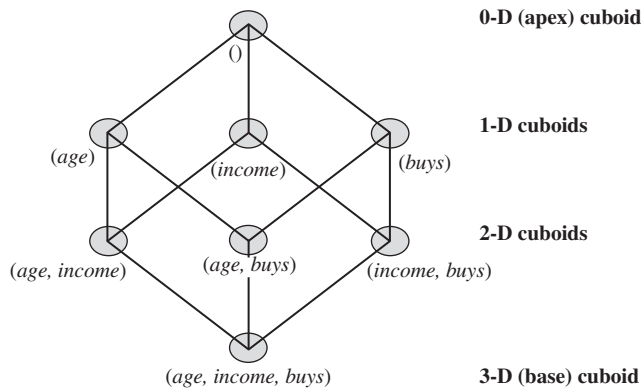 0-D (apex) cuboid
()
1-D cuboids
(age)
(income)
(buys)
2-D cuboids
(age, income)
(age, buys)
(income, buys)
(age, income, buys)
3-D (base) cuboid